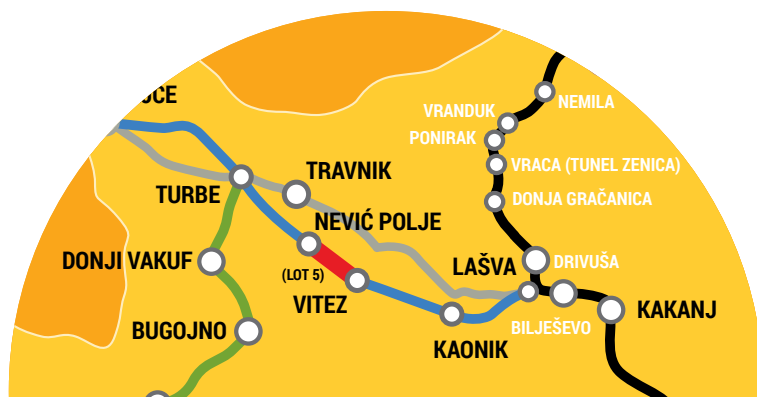 NEMILA
VRANDUK
PONIRAK
VRACA (TUNEL ZENICA)
TRAVNIK
TURBE
DONJA GRAČANICA
NEVIĆ POLJE
DONJI VAKUF
(LOT 5)
LAŠVA
DRIVUŠA
VITEZ
BILJEŠEVO
KAKANJ
BUGOJNO
KAONIK